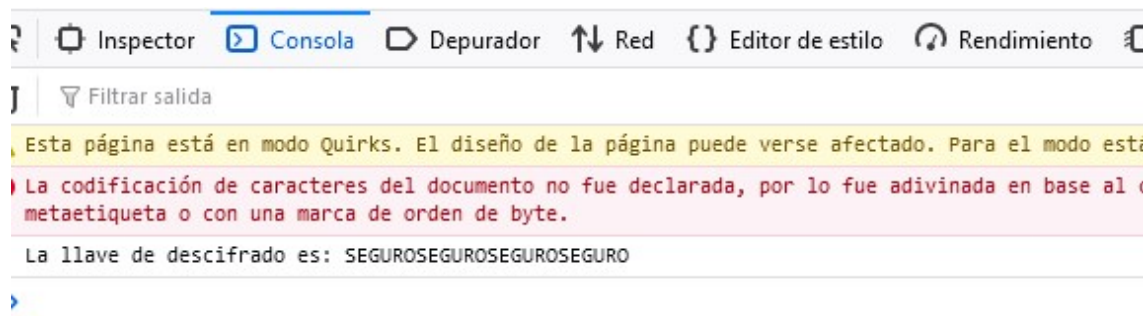 Inspector Consola Depurador Red Editor de estilo Rendimiento
Filtrar salida
Esta página está en modo Quirks. El diseño de la página puede verse afectado. Para el modo está
La codificación de caracteres del documento no fue declarada, por lo fue adivinada en base al
metaetiqueta o con una marca de orden de byte.
La llave de descifrado es: SEGUROSEGUROSEGUROSEGURO